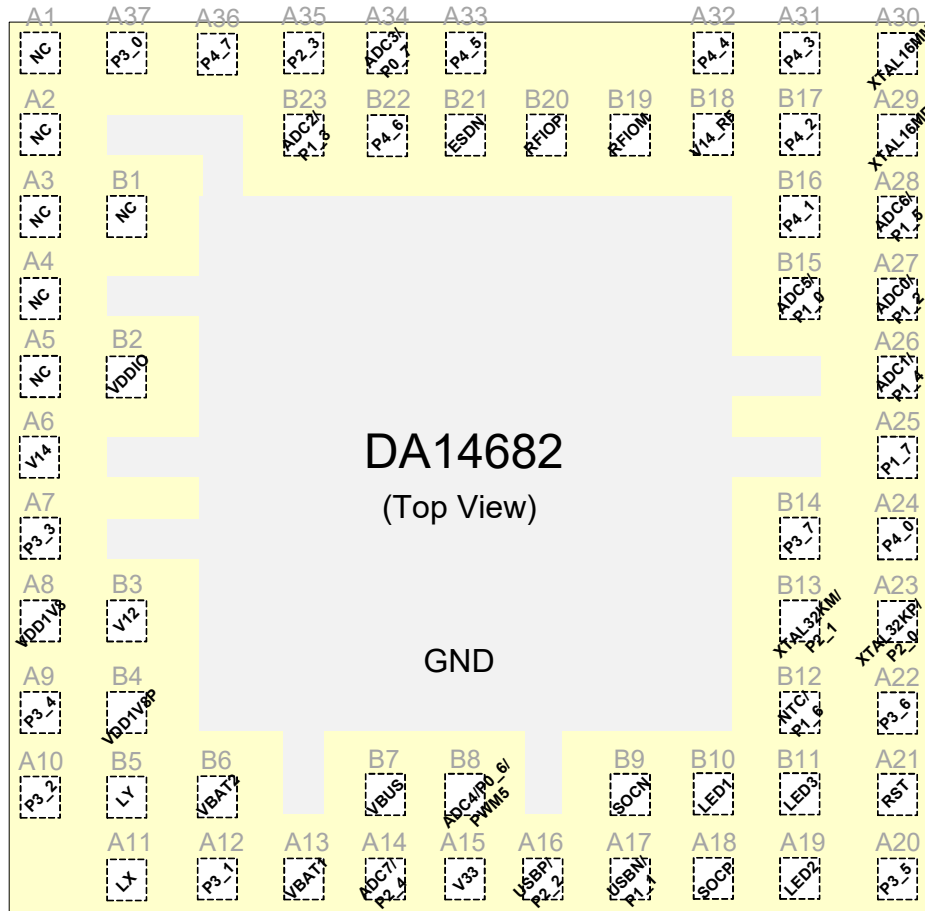 A1 A37 A36 A35 A34 A33 A32 A31 A30
NC P3_0 P4_7 P2_3 ADC3/ P0_7 P4_5 P4_4 P4_3 XTAL16MM
A2 B23 B22 B21 B20 B19 B18 B17 A29
NC ADC2/ P1_3 P4_6 ESDN RFIOP RFIOM V14_RF P4_2 XTAL16MP
A3 B1 B16 A28
NC NC P4_1 ADC6/ P1_5
A4 B15 A27
NC ADC5/ P1_0 ADC0/ P1_2
A5 B2 A26
NC VDDIO ADC1/ P1_4
A6 A25
V14 P1_7
DA14682
(Top View)
A7 B14 A24
P3_3 P3_7 P4_0
A8 B3 B13 A23
VDD1V8 V12 XTAL32KM/ P2_1 XTAL32KP/ P2_0
GND
A9 B4 B12 A22
P3_4 VDD1V8P NTC/ P1_6 P3_6
A10 B5 B6 B7 B8 B9 B10 B11 A21
P3_2 LY VBAT2 VBUS ADC4/P0_6/ PWM5 SOCN LED1 LED3 RST
A11 A12 A13 A14 A15 A16 A17 A18 A19 A20
LX P3_1 VBAT1 ADC7/ P2_4 V33 USBP/ P2_2 USBN/ P1_1 SOCP LED2 P3_5